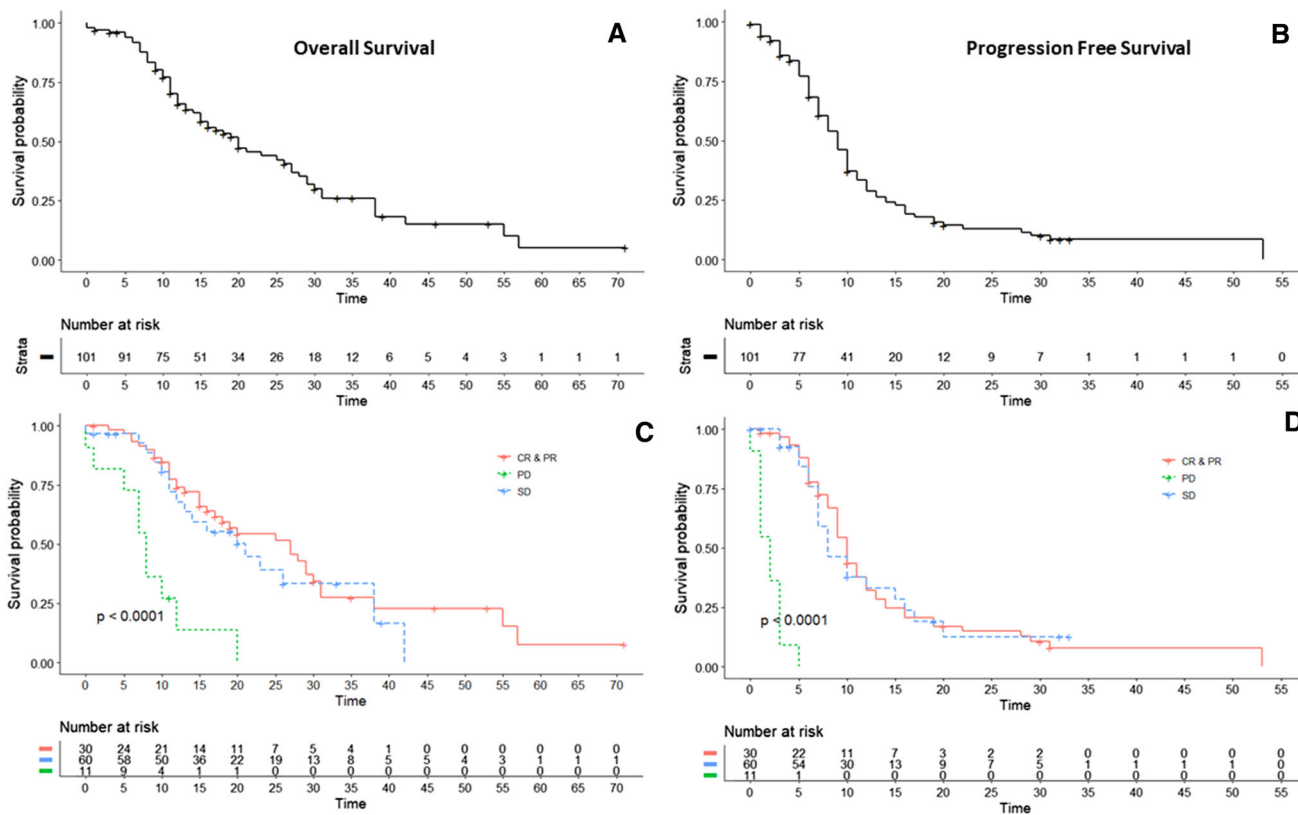 A
Overall Survival
Survival probability
1.00
0.75
0.50
0.25
0.00
0 5 10 15 20 25 30 35 40 45 50 55 60 65 70
Time
Number at risk
Strata
101 91 75 51 34 26 18 12 6 5 4 3 1 1 1
0 5 10 15 20 25 30 35 40 45 50 55 60 65 70
Time
B
Progression Free Survival
Survival probability
1.00
0.75
0.50
0.25
0.00
0 5 10 15 20 25 30 35 40 45 50 55
Time
Number at risk
Strata
101 77 41 20 12 9 7 1 1 1 1 0
0 5 10 15 20 25 30 35 40 45 50 55
Time
C
Survival probability
1.00
0.75
0.50
0.25
0.00
CR & PR
PD
SD
p < 0.0001
0 5 10 15 20 25 30 35 40 45 50 55 60 65 70
Time
Number at risk
30 24 21 14 11 7 5 4 1 0 0 0 0 0 0
60 58 50 36 22 19 13 8 5 5 4 3 1 1 1
11 9 4 1 1 0 0 0 0 0 0 0 0 0 0
0 5 10 15 20 25 30 35 40 45 50 55 60 65 70
Time
D
Survival probability
1.00
0.75
0.50
0.25
0.00
CR & PR
PD
SD
p < 0.0001
0 5 10 15 20 25 30 35 40 45 50 55
Time
Number at risk
30 22 11 7 3 2 2 0 0 0 0 0
60 54 30 13 9 7 5 1 1 1 1 0
11 1 0 0 0 0 0 0 0 0 0 0
0 5 10 15 20 25 30 35 40 45 50 55
Time